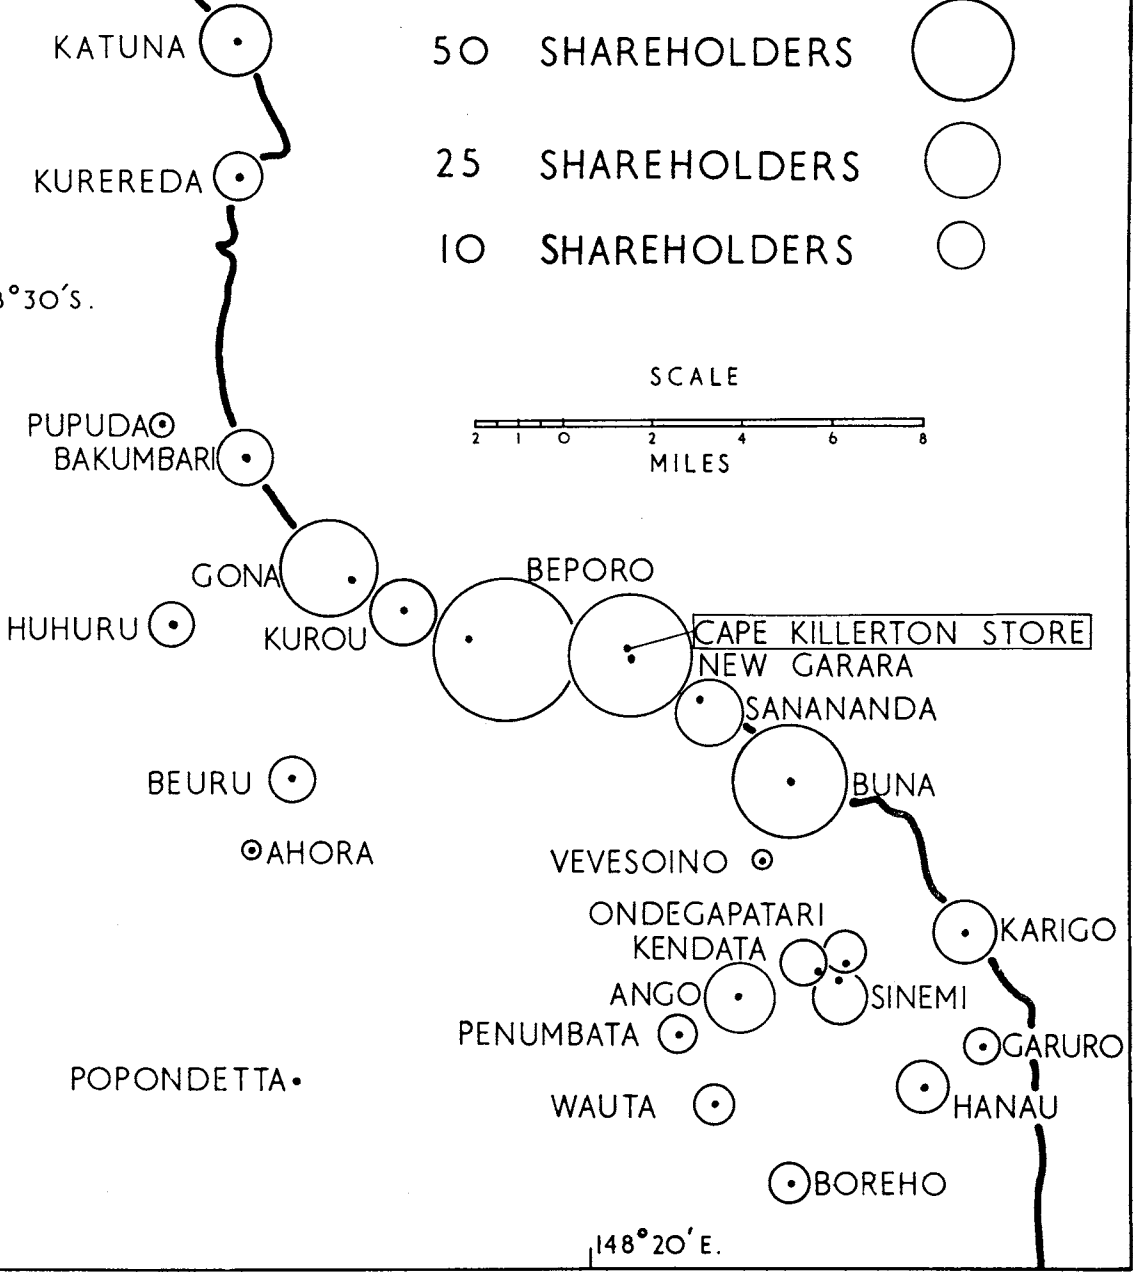 KATUNA
50 SHAREHOLDERS
25 SHAREHOLDERS
KUREREDA
10 SHAREHOLDERS
°30′S.
SCALE
2 1 0 2 4 6 8
MILES
PUPUDA
BAKUMBARI
BEPORO
GONA
HUHURU
KUROU
CAPE KILLERTON STORE
NEW GARARA
SANANANDA
BEURU
BUNA
AHORA
VEVESOINO
ONDEGAPATARI
KARIGO
KENDATA
ANGO
SINEMI
PENUMBATA
GARURO
POPONDETTA
WAUTA
HANAU
BOREHO
148°20′E.